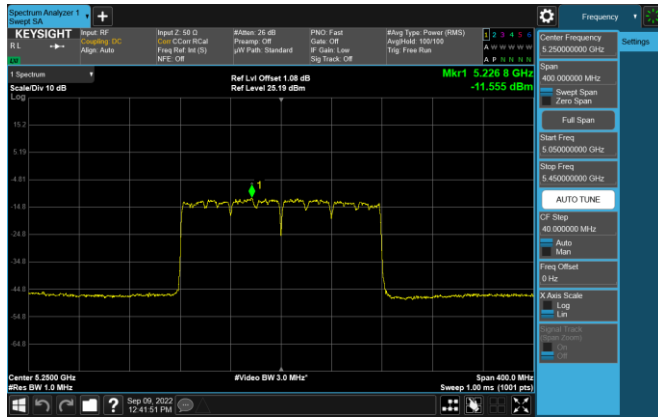 Spectrum Analyzer 1
Swept SA
+
Frequency
KEYSIGHT
R L
Input: RF
Coupling: DC
Align: Auto
Input Z: 50 Ω
Corr CCorr RCal
Freq Ref: Int (S)
NFE: Off
#Atten: 26 dB
Preamp: Off
µW Path: Standard
PNO: Fast
Gate: Off
IF Gain: Low
Sig Track: Off
#Avg Type: Power (RMS)
Avg|Hold: 100/100
Trig: Free Run
1 2 3 4 5 6
A W W W W W
A P N N N N
1 Spectrum
Scale/Div 10 dB
Log
Ref Lvl Offset 1.08 dB
Ref Level 25.19 dBm
Mkr1 5.226 8 GHz
-11.555 dBm
15.2
5.19
-4.81
-14.8
-24.8
-34.8
-44.8
-54.8
-64.8
1
Center 5.2500 GHz
#Res BW 1.0 MHz
#Video BW 3.0 MHz*
Span 400.0 MHz
Sweep 1.00 ms (1001 pts)
Center Frequency
5.250000000 GHz
Settings
Span
400.000000 MHz
Swept Span
Zero Span
Full Span
Start Freq
5.050000000 GHz
Stop Freq
5.450000000 GHz
AUTO TUNE
CF Step
40.000000 MHz
Auto
Man
Freq Offset
0 Hz
X Axis Scale
Log
Lin
Signal Track
(Span Zoom)
On
Off
?
Sep 09, 2022
12:41:51 PM